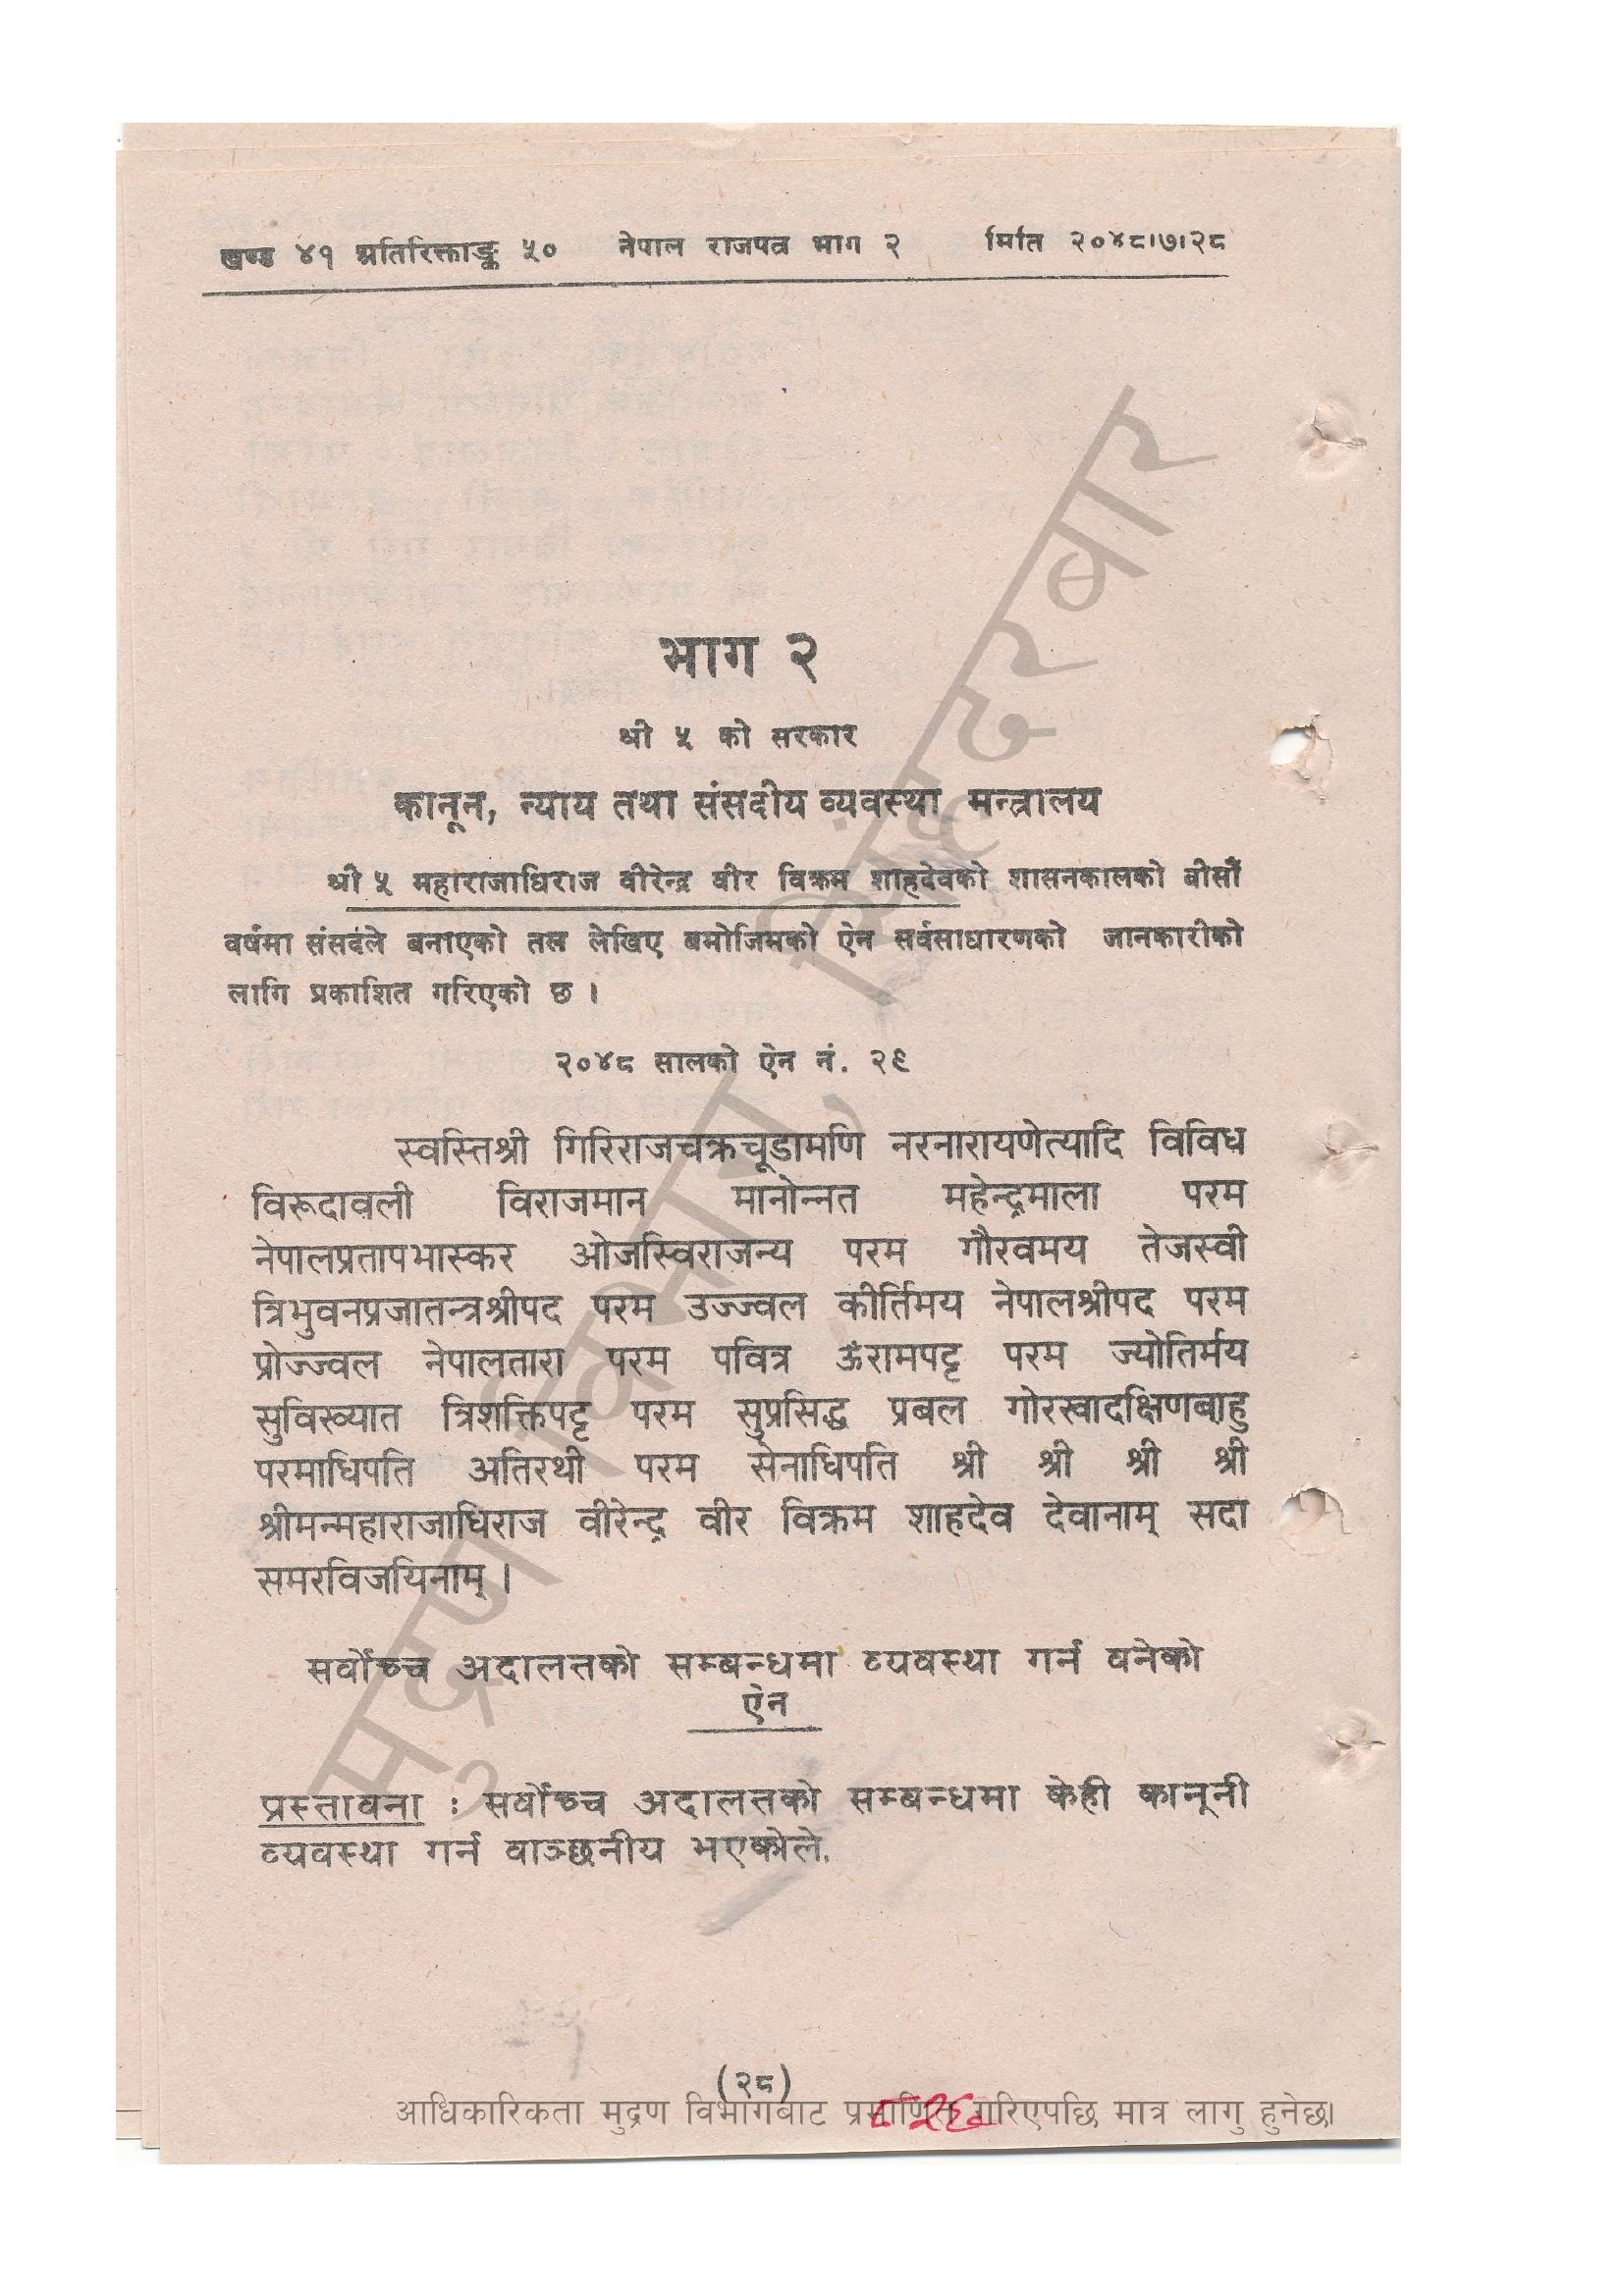 खण्ड ४१ अतिरिक्ताङ्क ५० नेपाल राजपत्र भाग २ मिति २०४८।७।२८
भाग २
श्री ५ को सरकार
कानून, न्याय तथा संसदीय व्यवस्था मन्त्रालय
श्री ५ महाराजाधिराज वीरेन्द्र वीर विक्रम शाहदेवको शासनकालको बीसौं
वर्षमा संसदले बनाएको तल लेखिए बमोजिमको ऐन सर्वसाधारणको जानकारीको
लागि प्रकाशित गरिएको छ ।
२०४८ सालको ऐन नं. २९
स्वस्तिश्री गिरिराजचक्रचूडामणि नरनारायणेत्यादि विविध
विरूदावली विराजमान मानोन्नत महेन्द्रमाला परम
नेपालप्रतापभास्कर ओजस्विराजन्य परम गौरवमय तेजस्वी
त्रिभुवनप्रजातन्त्रश्रीपद परम उज्ज्वल कीर्तिमय नेपालश्रीपद परम
प्रोज्ज्वल नेपालतारा परम पवित्र ऊँरामपट्ट परम ज्योतिर्मय
सुविख्यात त्रिशक्तिपट्ट परम सुप्रसिद्ध प्रबल गोरखादक्षिणबाहु
परमाधिपति अतिरथी परम सेनाधिपति श्री श्री श्री श्री
श्रीमन्महाराजाधिराज वीरेन्द्र वीर विक्रम शाहदेव देवानाम् सदा
समरविजयिनाम् ।
सर्वोच्च अदालतको सम्बन्धमा व्यवस्था गर्न बनेको
ऐन
प्रस्तावना : सर्वोच्च अदालतको सम्बन्धमा केही कानूनी
व्यवस्था गर्न वाञ्छनीय भएकोले,
(२८)
आधिकारिकता मुद्रण विभागबाट प्रमाणित गरिएपछि मात्र लागु हुनेछ।
मुद्रण विभाग, सिंहदरबार